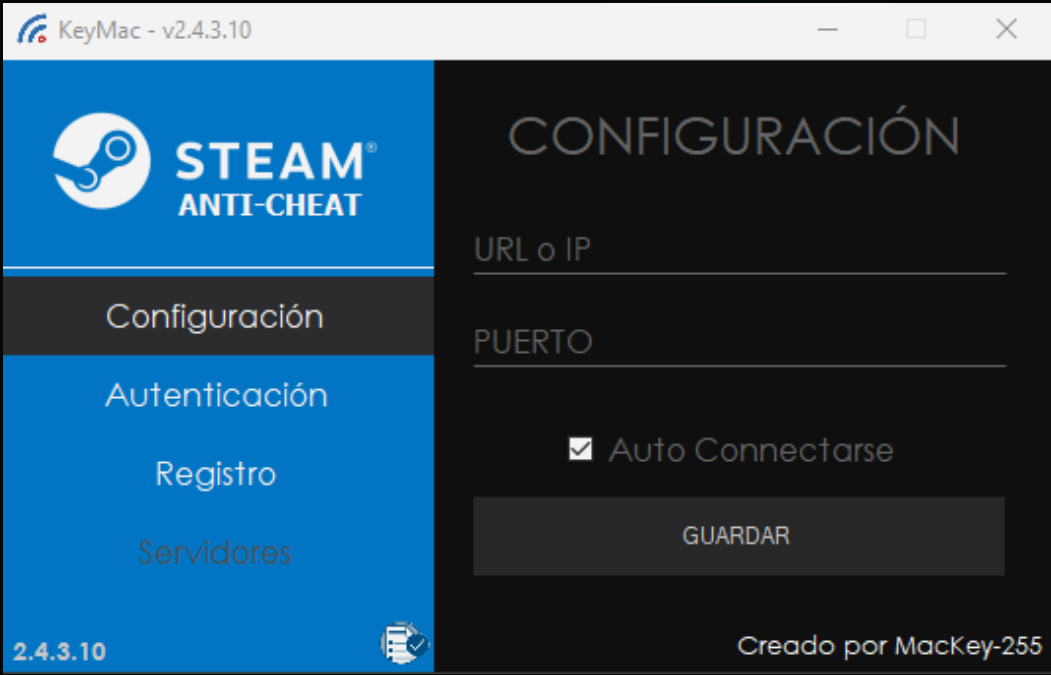 KeyMac - v2.4.3.10
STEAM®
ANTI-CHEAT
Configuración
Autenticación
Registro
Servidores
2.4.3.10
CONFIGURACIÓN
URL o IP
PUERTO
Auto Connectarse
GUARDAR
Creado por MacKey-255